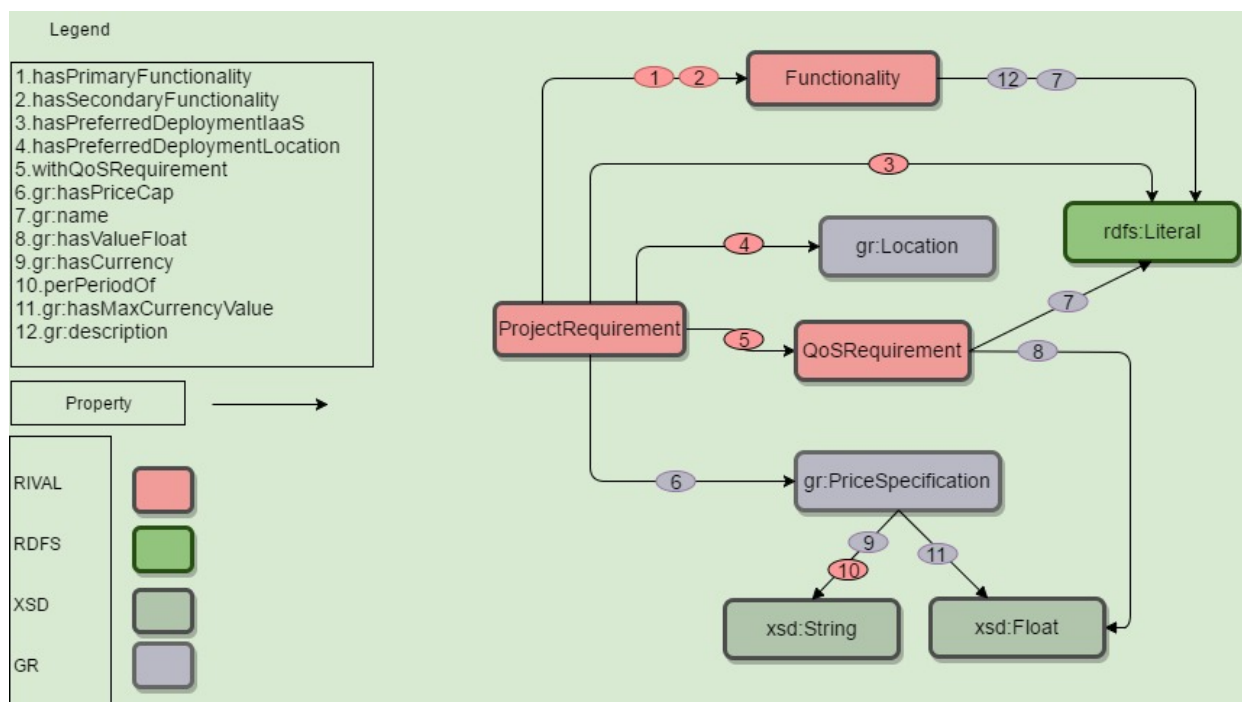 Legend
1.hasPrimaryFunctionality
2.hasSecondaryFunctionality
3.hasPreferredDeploymentIaaS
4.hasPreferredDeploymentLocation
5.withQoSRequirement
6.gr:hasPriceCap
7.gr:name
8.gr:hasValueFloat
9.gr:hasCurrency
10.perPeriodOf
11.gr:hasMaxCurrencyValue
12.gr:description
Property
RIVAL
RDFS
XSD
GR
1 2
Functionality
12 7
3
rdfs:Literal
4
gr:Location
7
ProjectRequirement
5
QoSRequirement
8
6
gr:PriceSpecification
9
11
10
xsd:String
xsd:Float